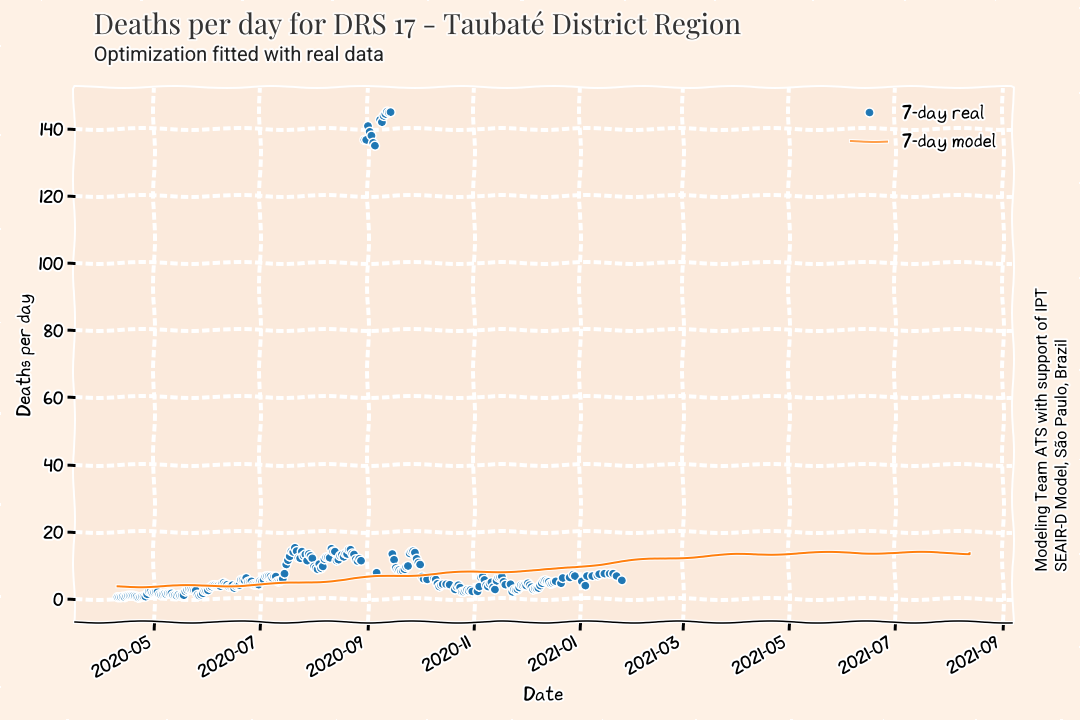 Deaths per day for DRS 17 - Taubaté District Region
Optimization fitted with real data
7-day real
7-day model
140
120
100
80
60
40
20
0
Deaths per day
2020-05
2020-07
2020-09
2020-11
2021-01
2021-03
2021-05
2021-07
2021-09
Date
Modeling Team ATS with support of IPT
SEAIR-D Model, São Paulo, Brazil